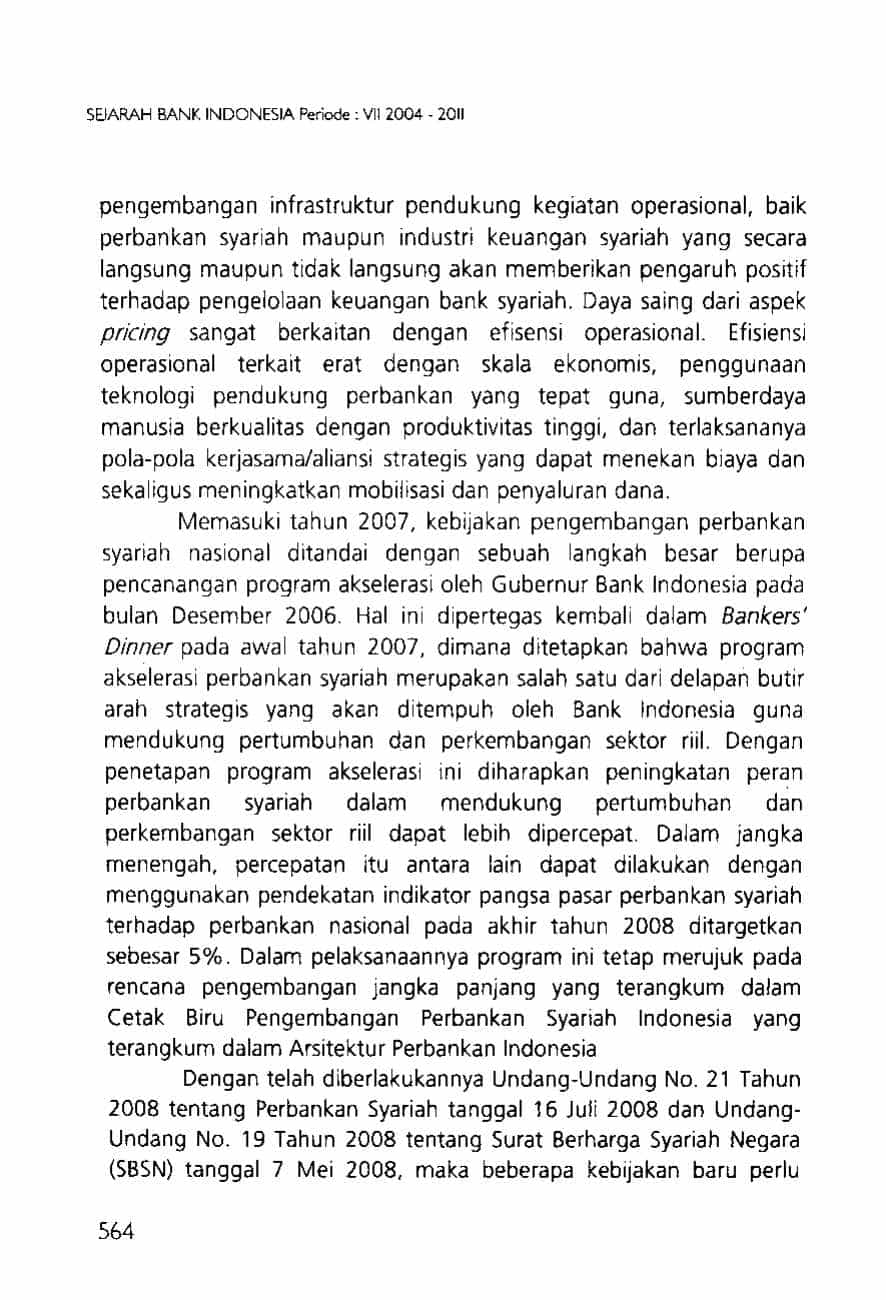 SEJARAH BANK INDONESIA Periode : VII 2004 - 2011
pengembangan infrastruktur pendukung kegiatan operasional, baik
perbankan syariah maupun industri keuangan syariah yang secara
langsung maupun tidak langsung akan memberikan pengaruh positif
terhadap pengelolaan keuangan bank syariah. Daya saing dari aspek
pricing sangat berkaitan dengan efisensi operasional. Efisiensi
operasional terkait erat dengan skala ekonomis, penggunaan
teknologi pendukung perbankan yang tepat guna, sumberdaya
manusia berkualitas dengan produktivitas tinggi, dan terlaksananya
pola-pola kerjasama/aliansi strategis yang dapat menekan biaya dan
sekaligus meningkatkan mobilisasi dan penyaluran dana.
Memasuki tahun 2007, kebijakan pengembangan perbankan
syariah nasional ditandai dengan sebuah langkah besar berupa
pencanangan program akselerasi oleh Gubernur Bank Indonesia pada
bulan Desember 2006. Hal ini dipertegas kembali dalam Bankers'
Dinner pada awal tahun 2007, dimana ditetapkan bahwa program
akselerasi perbankan syariah merupakan salah satu dari delapan butir
arah strategis yang akan ditempuh oleh Bank Indonesia guna
mendukung pertumbuhan dan perkembangan sektor riil. Dengan
penetapan program akselerasi ini diharapkan peningkatan peran
perbankan syariah dalam mendukung pertumbuhan dan
perkembangan sektor riil dapat lebih dipercepat. Dalam jangka
menengah, percepatan itu antara lain dapat dilakukan dengan
menggunakan pendekatan indikator pangsa pasar perbankan syariah
terhadap perbankan nasional pada akhir tahun 2008 ditargetkan
sebesar 5%. Dalam pelaksanaannya program ini tetap merujuk pada
rencana pengembangan jangka panjang yang terangkum dalam
Cetak Biru Pengembangan Perbankan Syariah Indonesia yang
terangkum dalam Arsitektur Perbankan Indonesia
Dengan telah diberlakukannya Undang-Undang No. 21 Tahun
2008 tentang Perbankan Syariah tanggal 16 Juli 2008 dan Undang-
Undang No. 19 Tahun 2008 tentang Surat Berharga Syariah Negara
(SBSN) tanggal 7 Mei 2008, maka beberapa kebijakan baru perlu
564